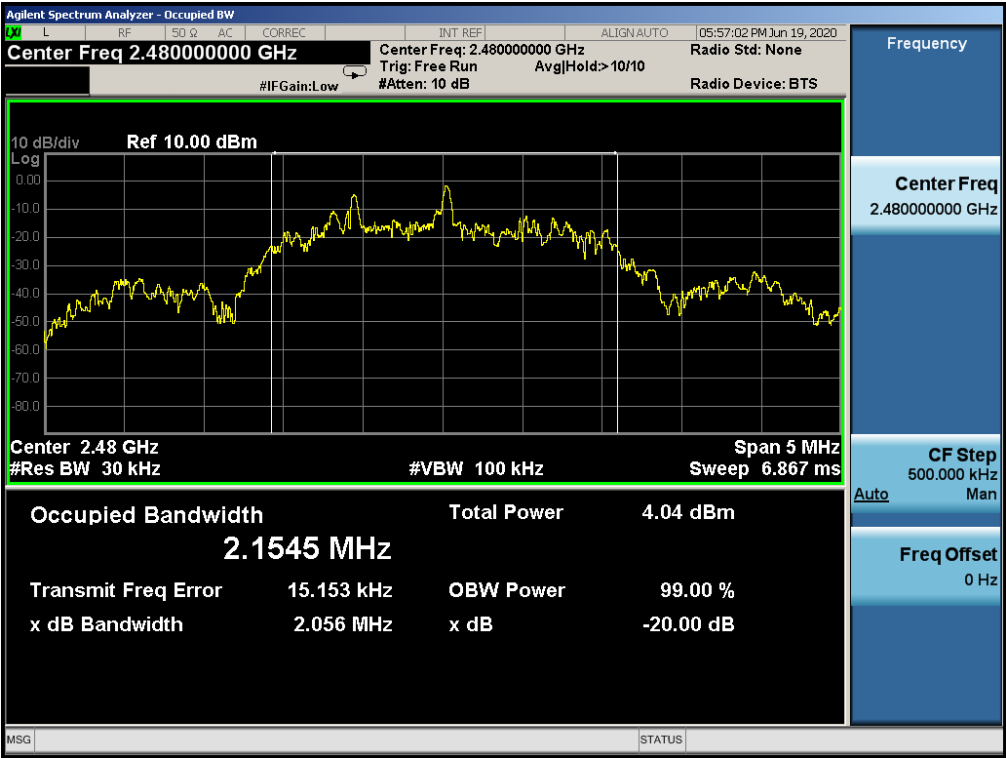 Agilent Spectrum Analyzer - Occupied BW
LXI L RF 50 Ω AC CORREC INT REF ALIGN AUTO 05:57:02 PM Jun 19, 2020
Center Freq 2.480000000 GHz
Center Freq: 2.480000000 GHz
Radio Std: None
Trig: Free Run Avg|Hold:> 10/10
#IFGain:Low
#Atten: 10 dB
Radio Device: BTS
10 dB/div Ref 10.00 dBm
Log
0.00
-10.0
-20.0
-30.0
-40.0
-50.0
-60.0
-70.0
-80.0
Center 2.48 GHz Span 5 MHz
#Res BW 30 kHz #VBW 100 kHz Sweep 6.867 ms
Occupied Bandwidth Total Power 4.04 dBm
2.1545 MHz
Transmit Freq Error 15.153 kHz OBW Power 99.00 %
x dB Bandwidth 2.056 MHz x dB -20.00 dB
Frequency
Center Freq
2.480000000 GHz
CF Step
500.000 kHz
Auto Man
Freq Offset
0 Hz
MSG STATUS